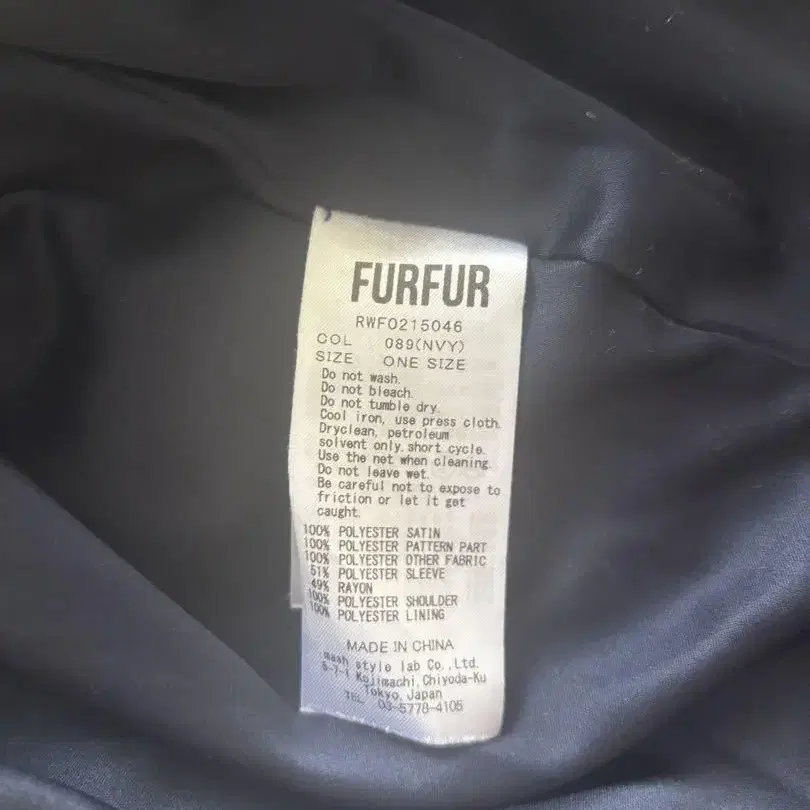 FURFUR
RWF0215046
COL 089(NVY)
SIZE ONE SIZE
Do not wash.
Do not bleach.
Do not tumble dry.
Cool iron, use press cloth.
Dryclean, petroleum
solvent only. short cycle.
Use the net when cleaning.
Do not leave wet.
Be careful not to expose to
friction or let it get
caught.
100% POLYESTER SATIN
100% POLYESTER PATTERN PART
100% POLYESTER OTHER FABRIC
51% POLYESTER SLEEVE
49% RAYON
100% POLYESTER SHOULDER
100% POLYESTER LINING
MADE IN CHINA
mash style lab Co.,Ltd.
5-7-1 Kojimachi,Chiyoda-Ku
Tokyo,Japan
TEL 03-5778-4105